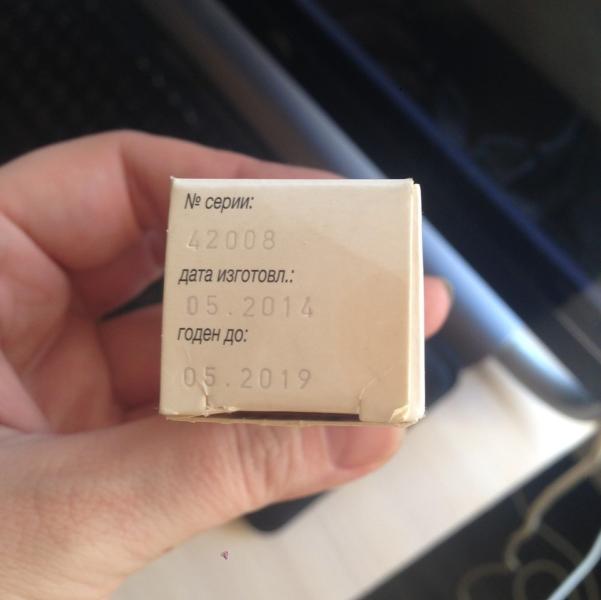 № серии:
42008
дата изготовл.:
05.2014
годен до:
05.2019